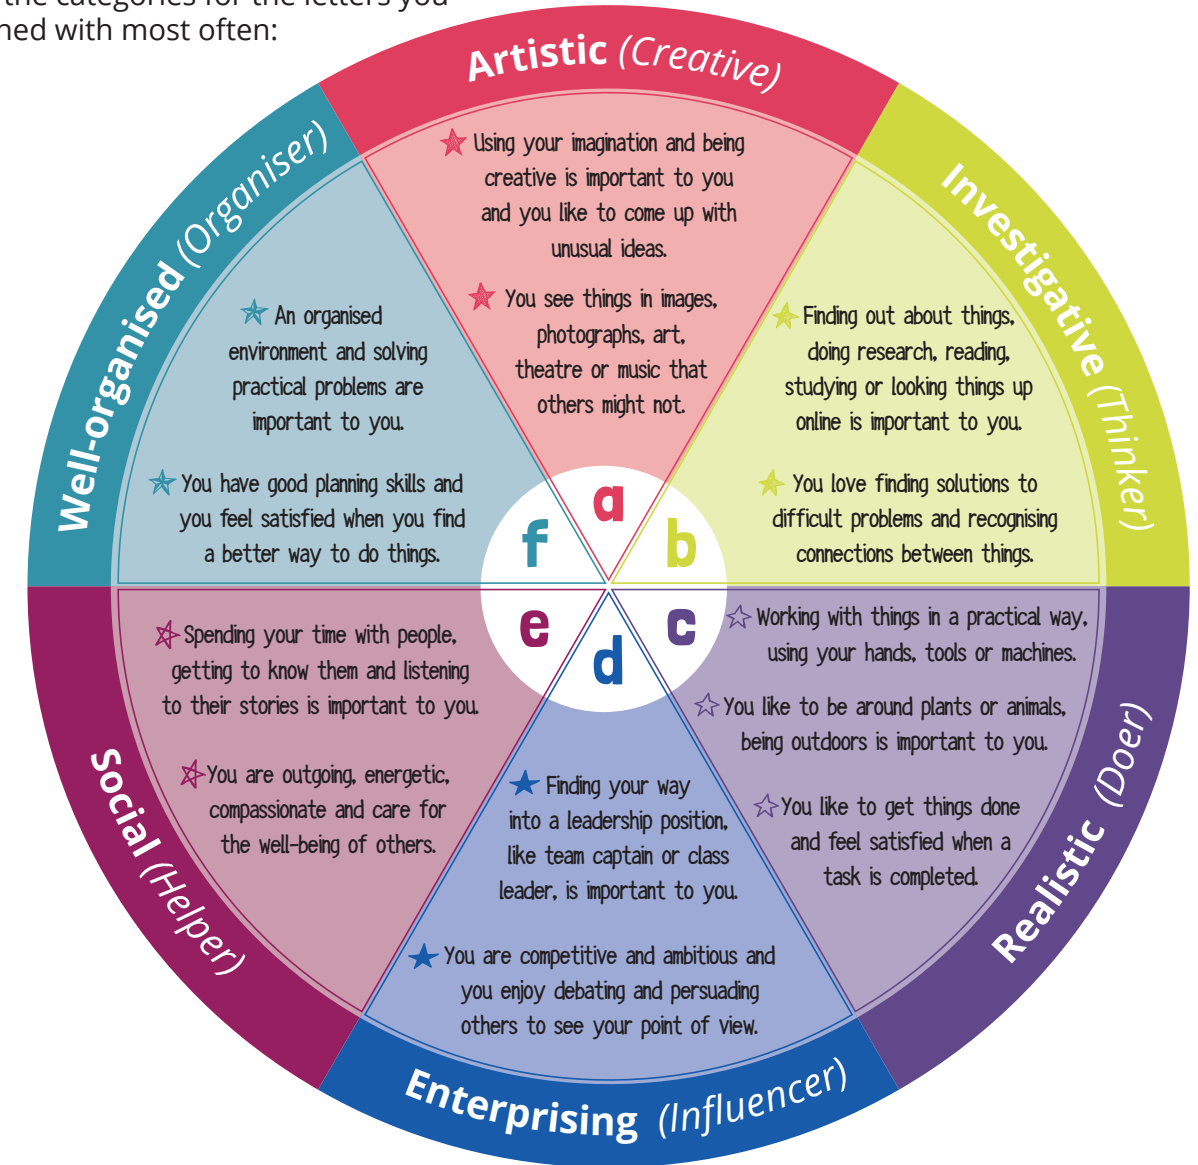 the categories for the letters you
ned with most often:
Artistic (Creative)
Using your imagination and being
creative is important to you
and you like to come up with
unusual ideas.
You see things in images,
photographs, art,
theatre or music that
others might not.
a
Investigative (Thinker)
Finding out about things,
doing research, reading,
studying or looking things up
online is important to you.
You love finding solutions to
difficult problems and recognising
connections between things.
b
Realistic (Doer)
Working with things in a practical way,
using your hands, tools or machines.
You like to be around plants or animals,
being outdoors is important to you.
You like to get things done
and feel satisfied when a
task is completed.
c
Enterprising (Influencer)
Finding your way
into a leadership position,
like team captain or class
leader, is important to you.
You are competitive and ambitious and
you enjoy debating and persuading
others to see your point of view.
d
Social (Helper)
Spending your time with people,
getting to know them and listening
to their stories is important to you.
You are outgoing, energetic,
compassionate and care for
the well-being of others.
e
Well-organised (Organiser)
An organised
environment and solving
practical problems are
important to you.
You have good planning skills and
you feel satisfied when you find
a better way to do things.
f